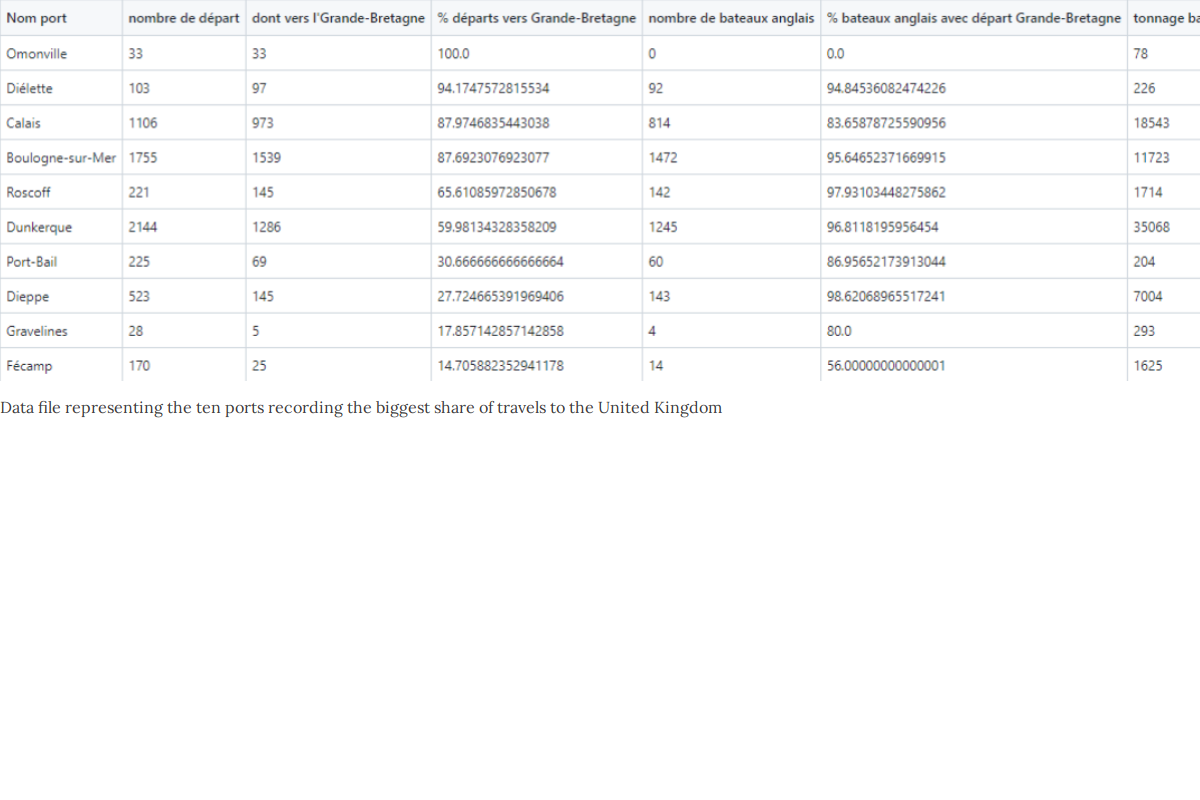 Nom port nombre de départ dont vers l'Grande-Bretagne % départs vers Grande-Bretagne nombre de bateaux anglais % bateaux anglais avec départ Grande-Bretagne tonnage ba
Omonville 33 33 100.0 0 0.0 78
Diélette 103 97 94.1747572815534 92 94.84536082474226 226
Calais 1106 973 87.9746835443038 814 83.65878725590956 18543
Boulogne-sur-Mer 1755 1539 87.6923076923077 1472 95.64652371669915 11723
Roscoff 221 145 65.61085972850678 142 97.93103448275862 1714
Dunkerque 2144 1286 59.98134328358209 1245 96.8118195956454 35068
Port-Bail 225 69 30.666666666666664 60 86.95652173913044 204
Dieppe 523 145 27.724665391969406 143 98.62068965517241 7004
Gravelines 28 5 17.857142857142858 4 80.0 293
Fécamp 170 25 14.705882352941178 14 56.00000000000001 1625
Data file representing the ten ports recording the biggest share of travels to the United Kingdom